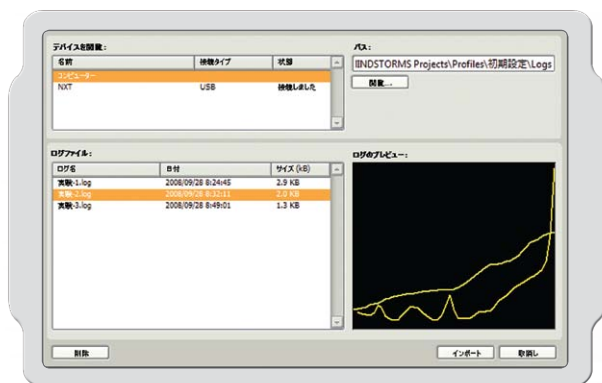 デバイスを閲覧:
名前 接続タイプ 状態
コンピューター
NXT USB 接続しました
パス:
IINDSTORMS Projects\Profiles\初期設定\Logs
閲覧...
ログファイル:
ログ名 日付 サイズ (kB)
実験-1.log 2008/09/28 8:24:45 2.9 KB
実験-2.log 2008/09/28 8:32:11 2.0 KB
実験-3.log 2008/09/28 8:49:01 1.3 KB
ログのプレビュー:
削除
インポート
取消し